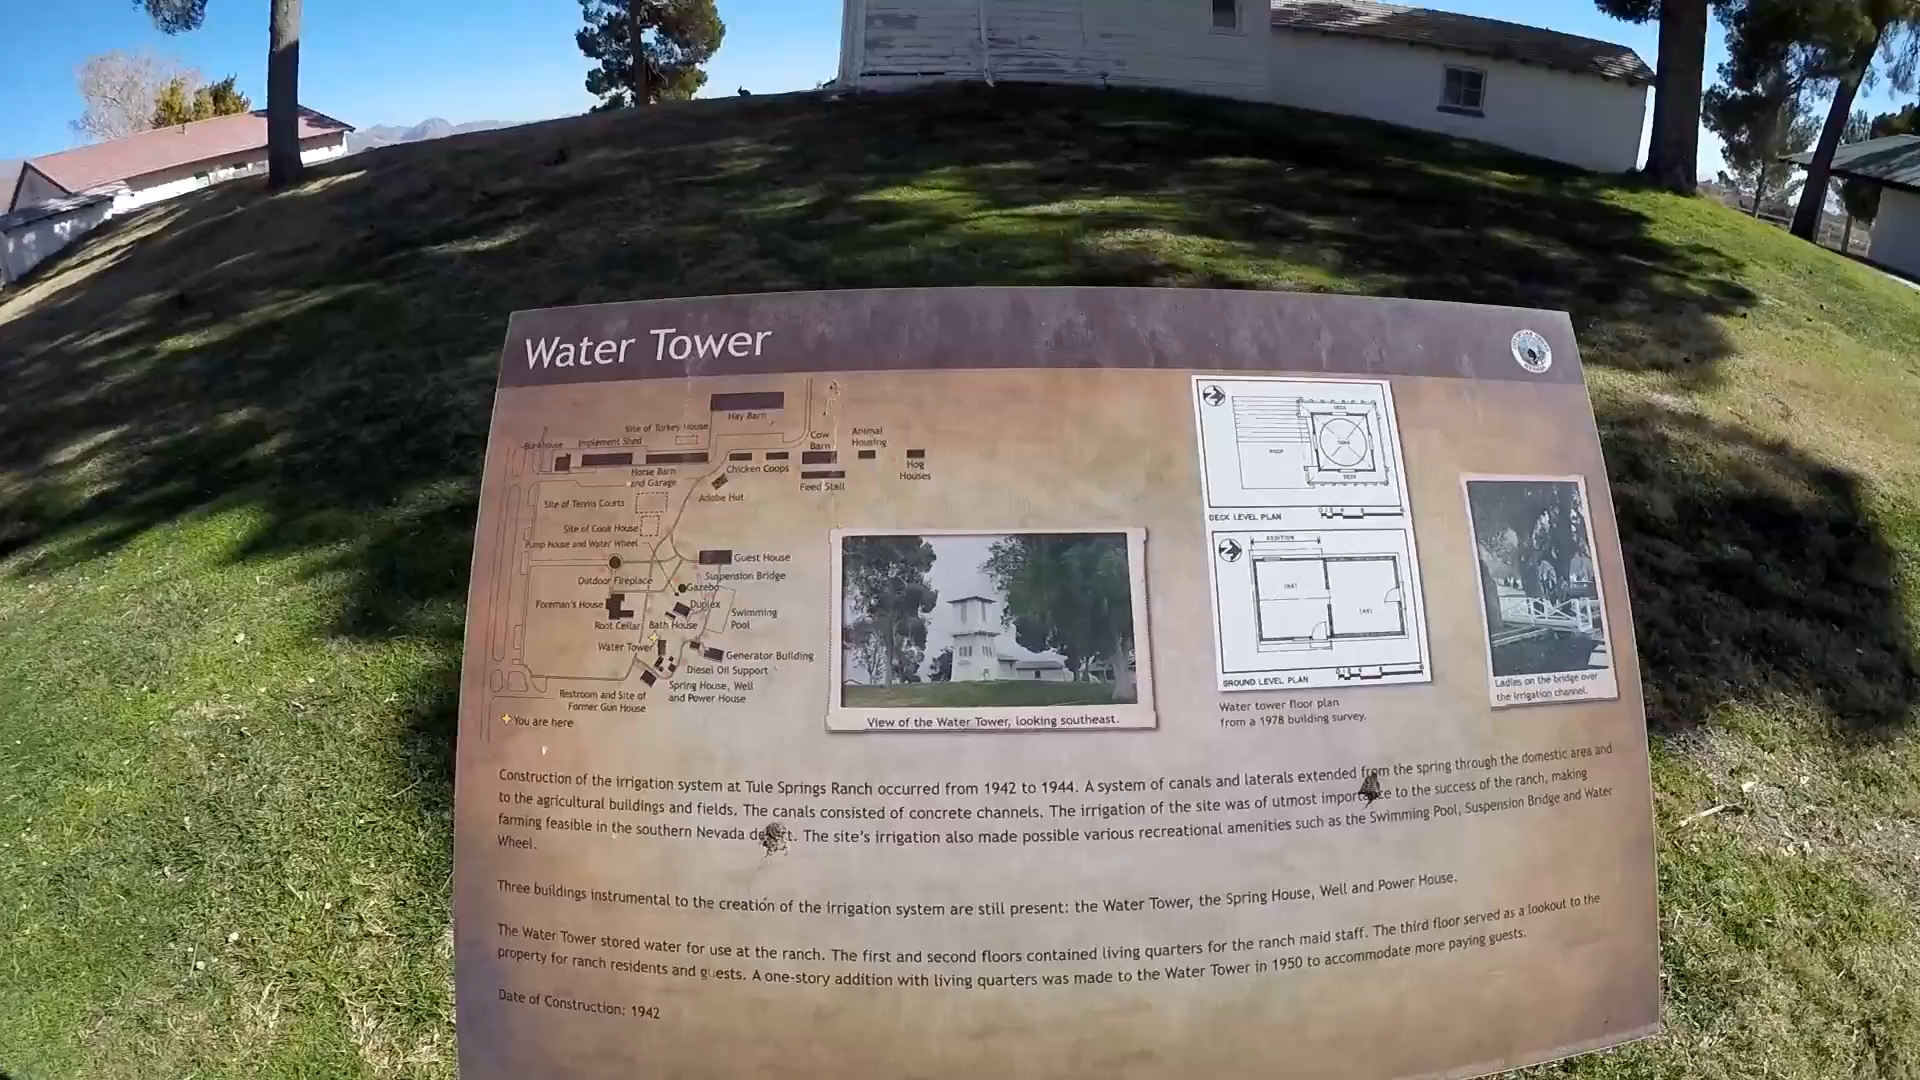 Water Tower
Hay Barn
Site of Turkey House
Bunkhouse
Implement Shed
Cow
Barn
Animal
Housing
Horse Barn
and Garage
Chicken Coops
Feed Stall
Hog
Houses
Adobe Hut
Site of Tennis Courts
Site of Cook House
Pump House and Water Wheel
Guest House
Outdoor Fireplace
Suspension Bridge
Gazebo
Foreman's House
Duplex
Swimming
Pool
Root Cellar
Bath House
Water Tower
Generator Building
Diesel Oil Support
Spring House, Well
and Power House
Restroom and Site of
Former Gun House
You are here
View of the Water Tower, looking southeast.
DECK
ROOF
DECK
DECK LEVEL PLAN
ADDITION
GROUND LEVEL PLAN
Water tower floor plan
from a 1978 building survey.
Ladies on the bridge over
the irrigation channel.
Construction of the irrigation system at Tule Springs Ranch occurred from 1942 to 1944. A system of canals and laterals extended from the spring through the domestic area and
to the agricultural buildings and fields. The canals consisted of concrete channels. The irrigation of the site was of utmost importance to the success of the ranch, making
farming feasible in the southern Nevada desert. The site's irrigation also made possible various recreational amenities such as the Swimming Pool, Suspension Bridge and Water
Wheel.
Three buildings instrumental to the creation of the irrigation system are still present: the Water Tower, the Spring House, Well and Power House.
The Water Tower stored water for use at the ranch. The first and second floors contained living quarters for the ranch maid staff. The third floor served as a lookout to the
property for ranch residents and guests. A one-story addition with living quarters was made to the Water Tower in 1950 to accommodate more paying guests.
Date of Construction: 1942